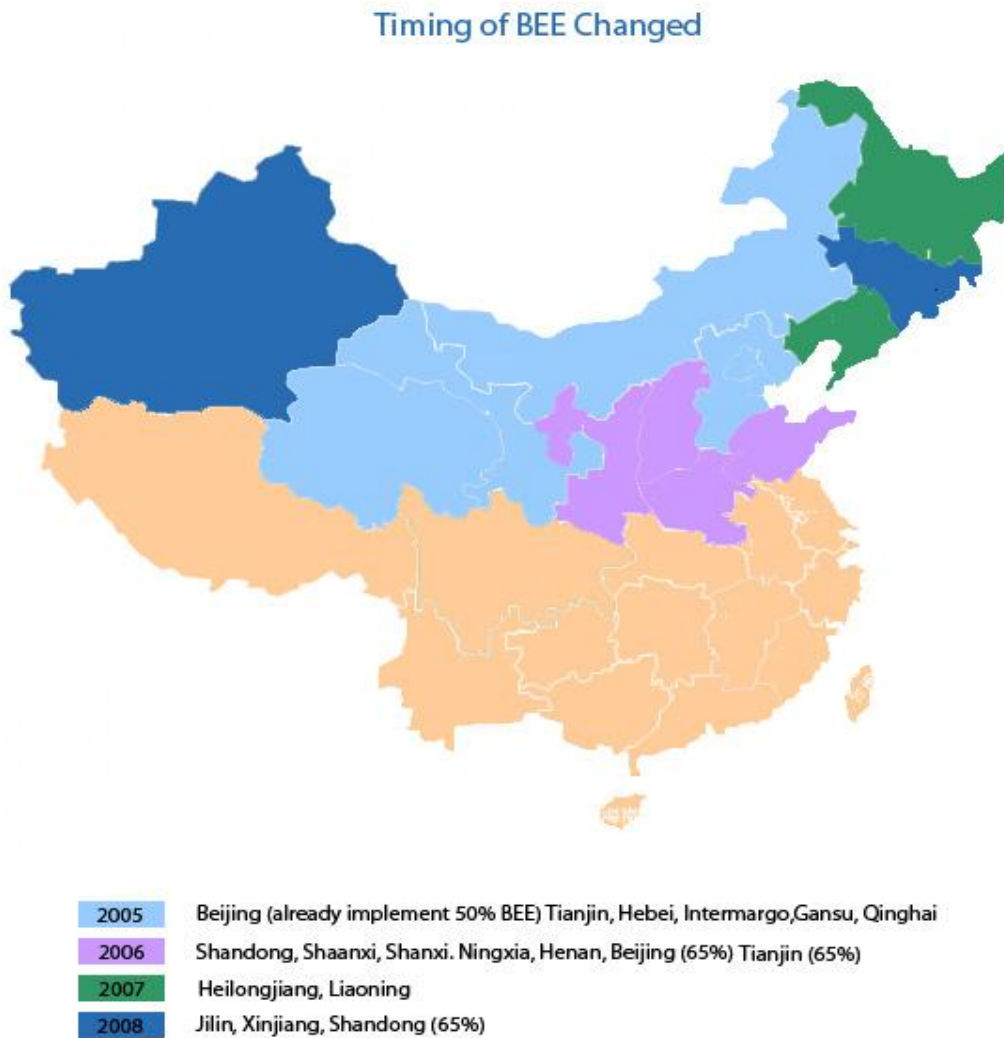 Timing of BEE Changed
2005 Beijing (already implement 50% BEE) Tianjin, Hebei, Intermargo,Gansu, Qinghai
2006 Shandong, Shaanxi, Shanxi. Ningxia, Henan, Beijing (65%) Tianjin (65%)
2007 Heilongjiang, Liaoning
2008 Jilin, Xinjiang, Shandong (65%)